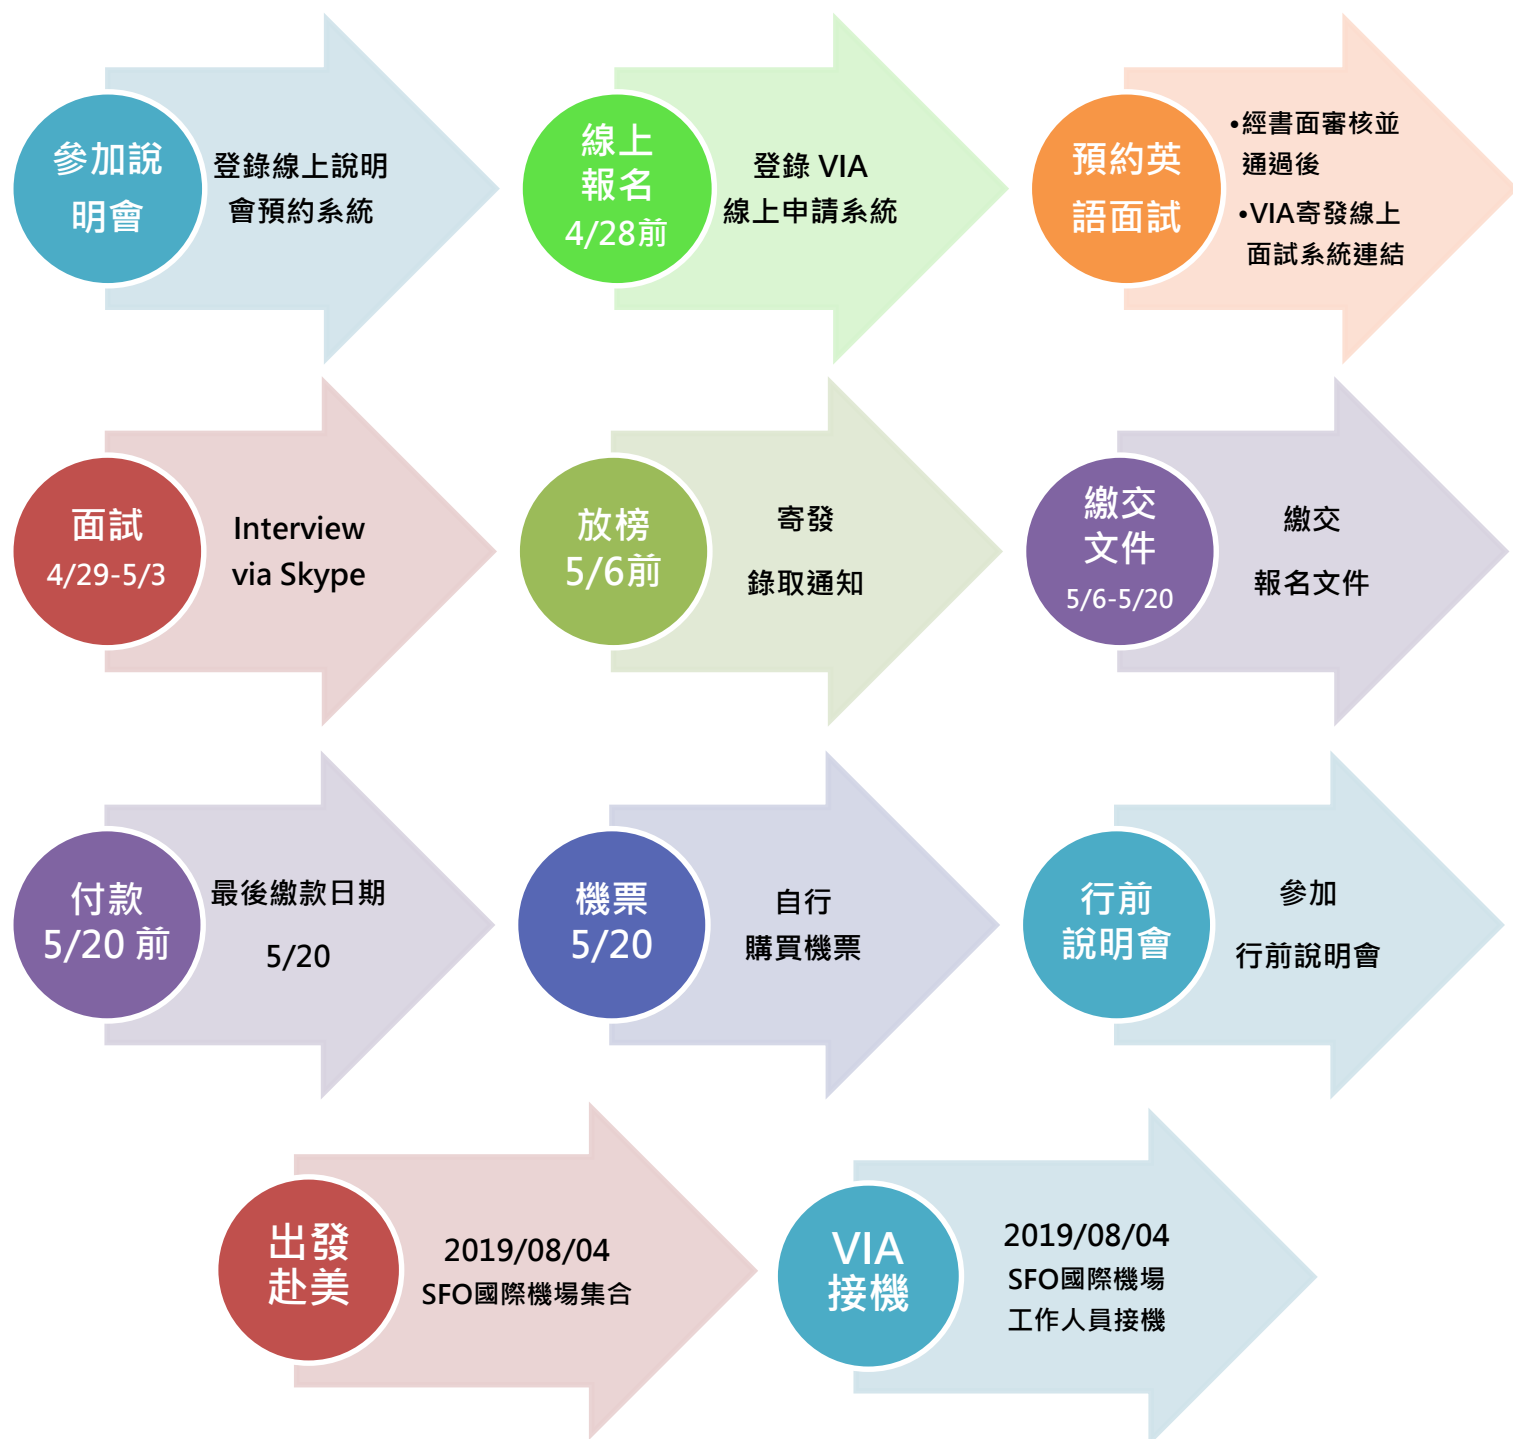 參加說
明會
登錄線上說明
會預約系統
線上
報名
4/28前
登錄 VIA
線上申請系統
預約英
語面試
•經書面審核並
通過後
•VIA寄發線上
面試系統連結
面試
4/29-5/3
Interview
via Skype
放榜
5/6前
寄發
錄取通知
繳交
文件
5/6-5/20
繳交
報名文件
付款
5/20 前
最後繳款日期
5/20
機票
5/20
自行
購買機票
行前
說明會
參加
行前說明會
出發
赴美
2019/08/04
SFO國際機場集合
VIA
接機
2019/08/04
SFO國際機場
工作人員接機